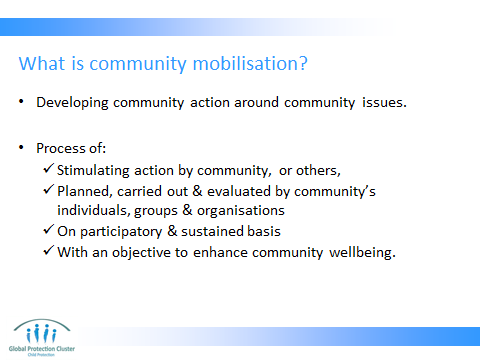 What is community mobilisation?
• Developing community action around community issues.
• Process of:
✓ Stimulating action by community, or others,
✓ Planned, carried out & evaluated by community's
individuals, groups & organisations
✓ On participatory & sustained basis
✓ With an objective to enhance community wellbeing.
Global Protection Cluster
Child Protection